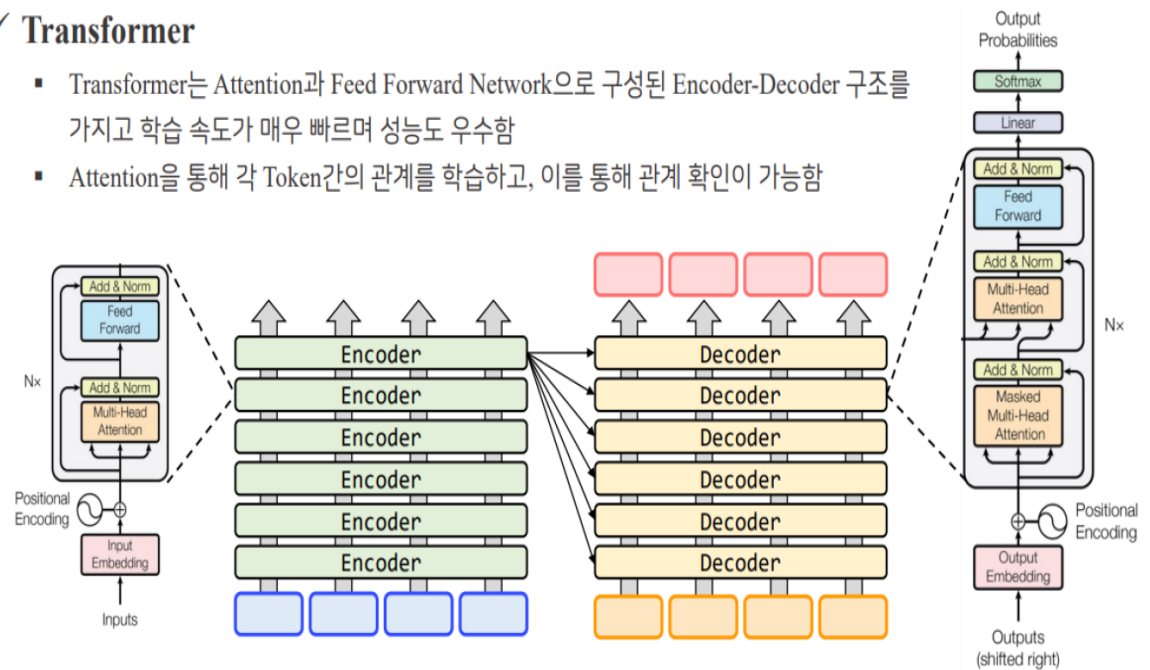 ✓ Transformer
▪ Transformer는 Attention과 Feed Forward Network으로 구성된 Encoder-Decoder 구조를
가지고 학습 속도가 매우 빠르며 성능도 우수함
▪ Attention을 통해 각 Token간의 관계를 학습하고, 이를 통해 관계 확인이 가능함
Add & Norm
Feed
Forward
Nx
Add & Norm
Multi-Head
Attention
Positional
Encoding
Input
Embedding
Inputs
Encoder
Encoder
Encoder
Encoder
Encoder
Encoder
Decoder
Decoder
Decoder
Decoder
Decoder
Decoder
Output
Probabilities
Softmax
Linear
Add & Norm
Feed
Forward
Add & Norm
Multi-Head
Attention
Nx
Add & Norm
Masked
Multi-Head
Attention
Positional
Encoding
Output
Embedding
Outputs
(shifted right)